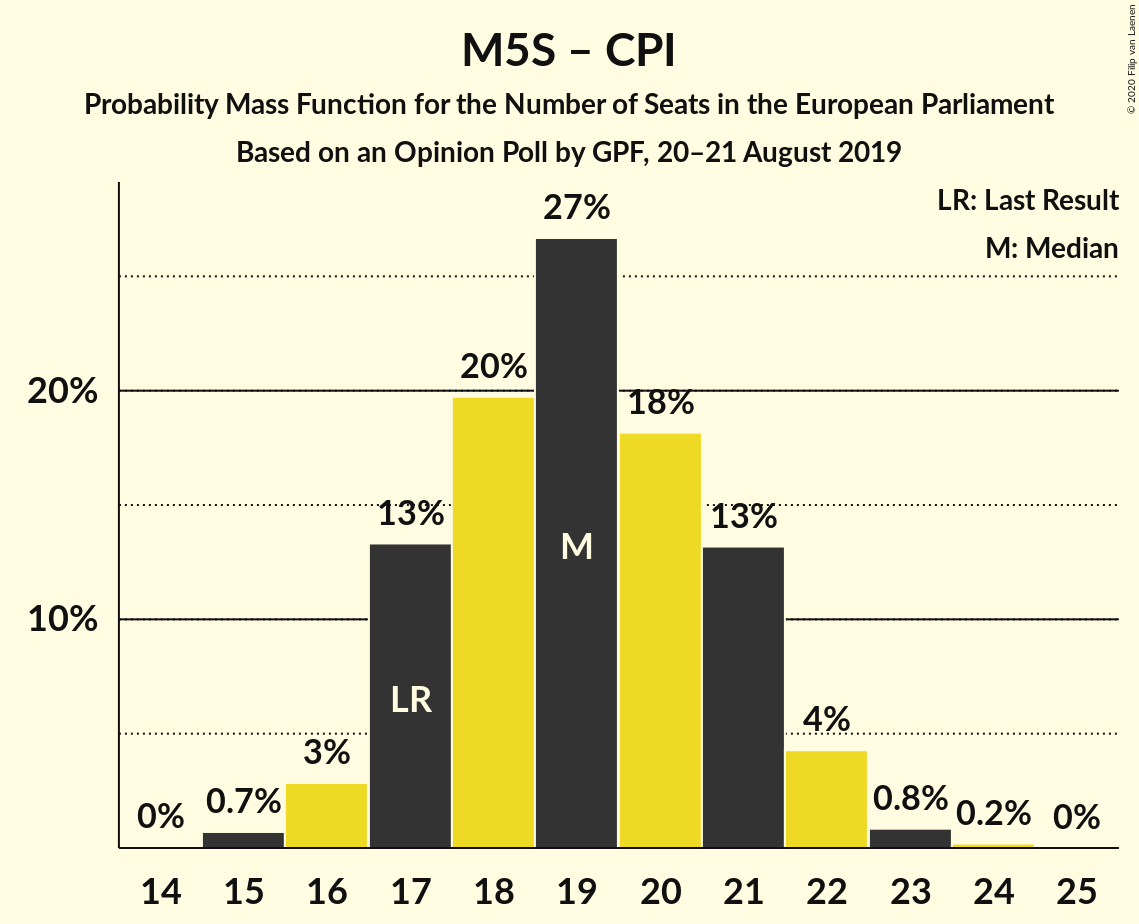 M5S – CPI
Probability Mass Function for the Number of Seats in the European Parliament
Based on an Opinion Poll by GPF, 20–21 August 2019
© 2020 Filip van Laenen
LR: Last Result
M: Median
27%
20%
20%
18%
13%
13%
M
10%
LR
4%
3%
0.7%
0.8%
0.2%
0%
0%
14 15 16 17 18 19 20 21 22 23 24 25